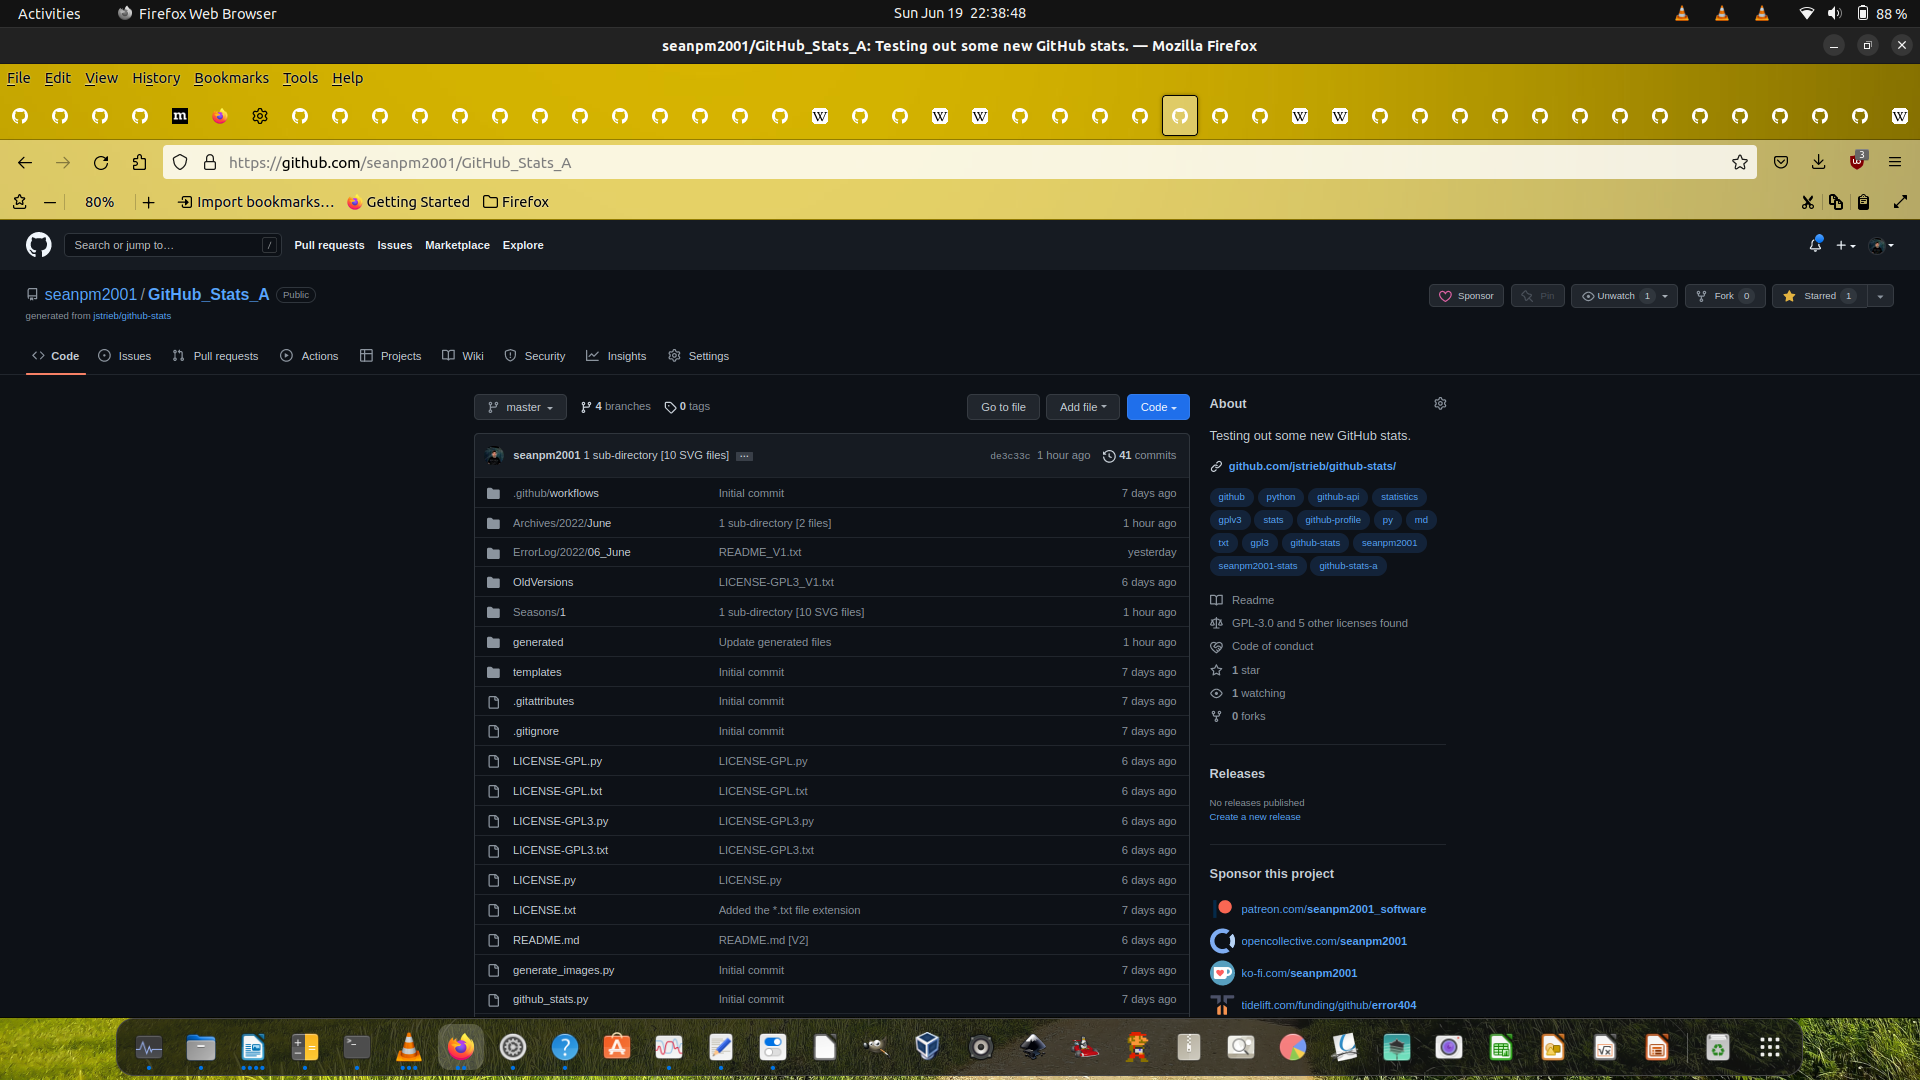 Activities
Firefox Web Browser
Sun Jun 19 22:38:48
88 %
seanpm2001/GitHub_Stats_A: Testing out some new GitHub stats. — Mozilla Firefox
File Edit View History Bookmarks Tools Help
https://github.com/seanpm2001/GitHub_Stats_A
3
80%
Import bookmarks…
Getting Started
Firefox
Search or jump to…
/
Pull requests
Issues
Marketplace
Explore
seanpm2001 / GitHub_Stats_A Public
generated from jstrieb/github-stats
Sponsor
Pin
Unwatch 1
Fork 0
Starred 1
Code
Issues
Pull requests
Actions
Projects
Wiki
Security
Insights
Settings
master
4 branches
0 tags
Go to file
Add file
Code
seanpm2001 1 sub-directory [10 SVG files] ...
de3c33c 1 hour ago
41 commits
.github/workflows Initial commit 7 days ago
Archives/2022/June 1 sub-directory [2 files] 1 hour ago
ErrorLog/2022/06_June README_V1.txt yesterday
OldVersions LICENSE-GPL3_V1.txt 6 days ago
Seasons/1 1 sub-directory [10 SVG files] 1 hour ago
generated Update generated files 1 hour ago
templates Initial commit 7 days ago
.gitattributes Initial commit 7 days ago
.gitignore Initial commit 7 days ago
LICENSE-GPL.py LICENSE-GPL.py 6 days ago
LICENSE-GPL.txt LICENSE-GPL.txt 6 days ago
LICENSE-GPL3.py LICENSE-GPL3.py 6 days ago
LICENSE-GPL3.txt LICENSE-GPL3.txt 6 days ago
LICENSE.py LICENSE.py 6 days ago
LICENSE.txt Added the *.txt file extension 7 days ago
README.md README.md [V2] 6 days ago
generate_images.py Initial commit 7 days ago
github_stats.py Initial commit 7 days ago
About
Testing out some new GitHub stats.
github.com/jstrieb/github-stats/
github python github-api statistics
gplv3 stats github-profile py md
txt gpl3 github-stats seanpm2001
seanpm2001-stats github-stats-a
Readme
GPL-3.0 and 5 other licenses found
Code of conduct
1 star
1 watching
0 forks
Releases
No releases published
Create a new release
Sponsor this project
patreon.com/seanpm2001_software
opencollective.com/seanpm2001
ko-fi.com/seanpm2001
tidelift.com/funding/github/error404